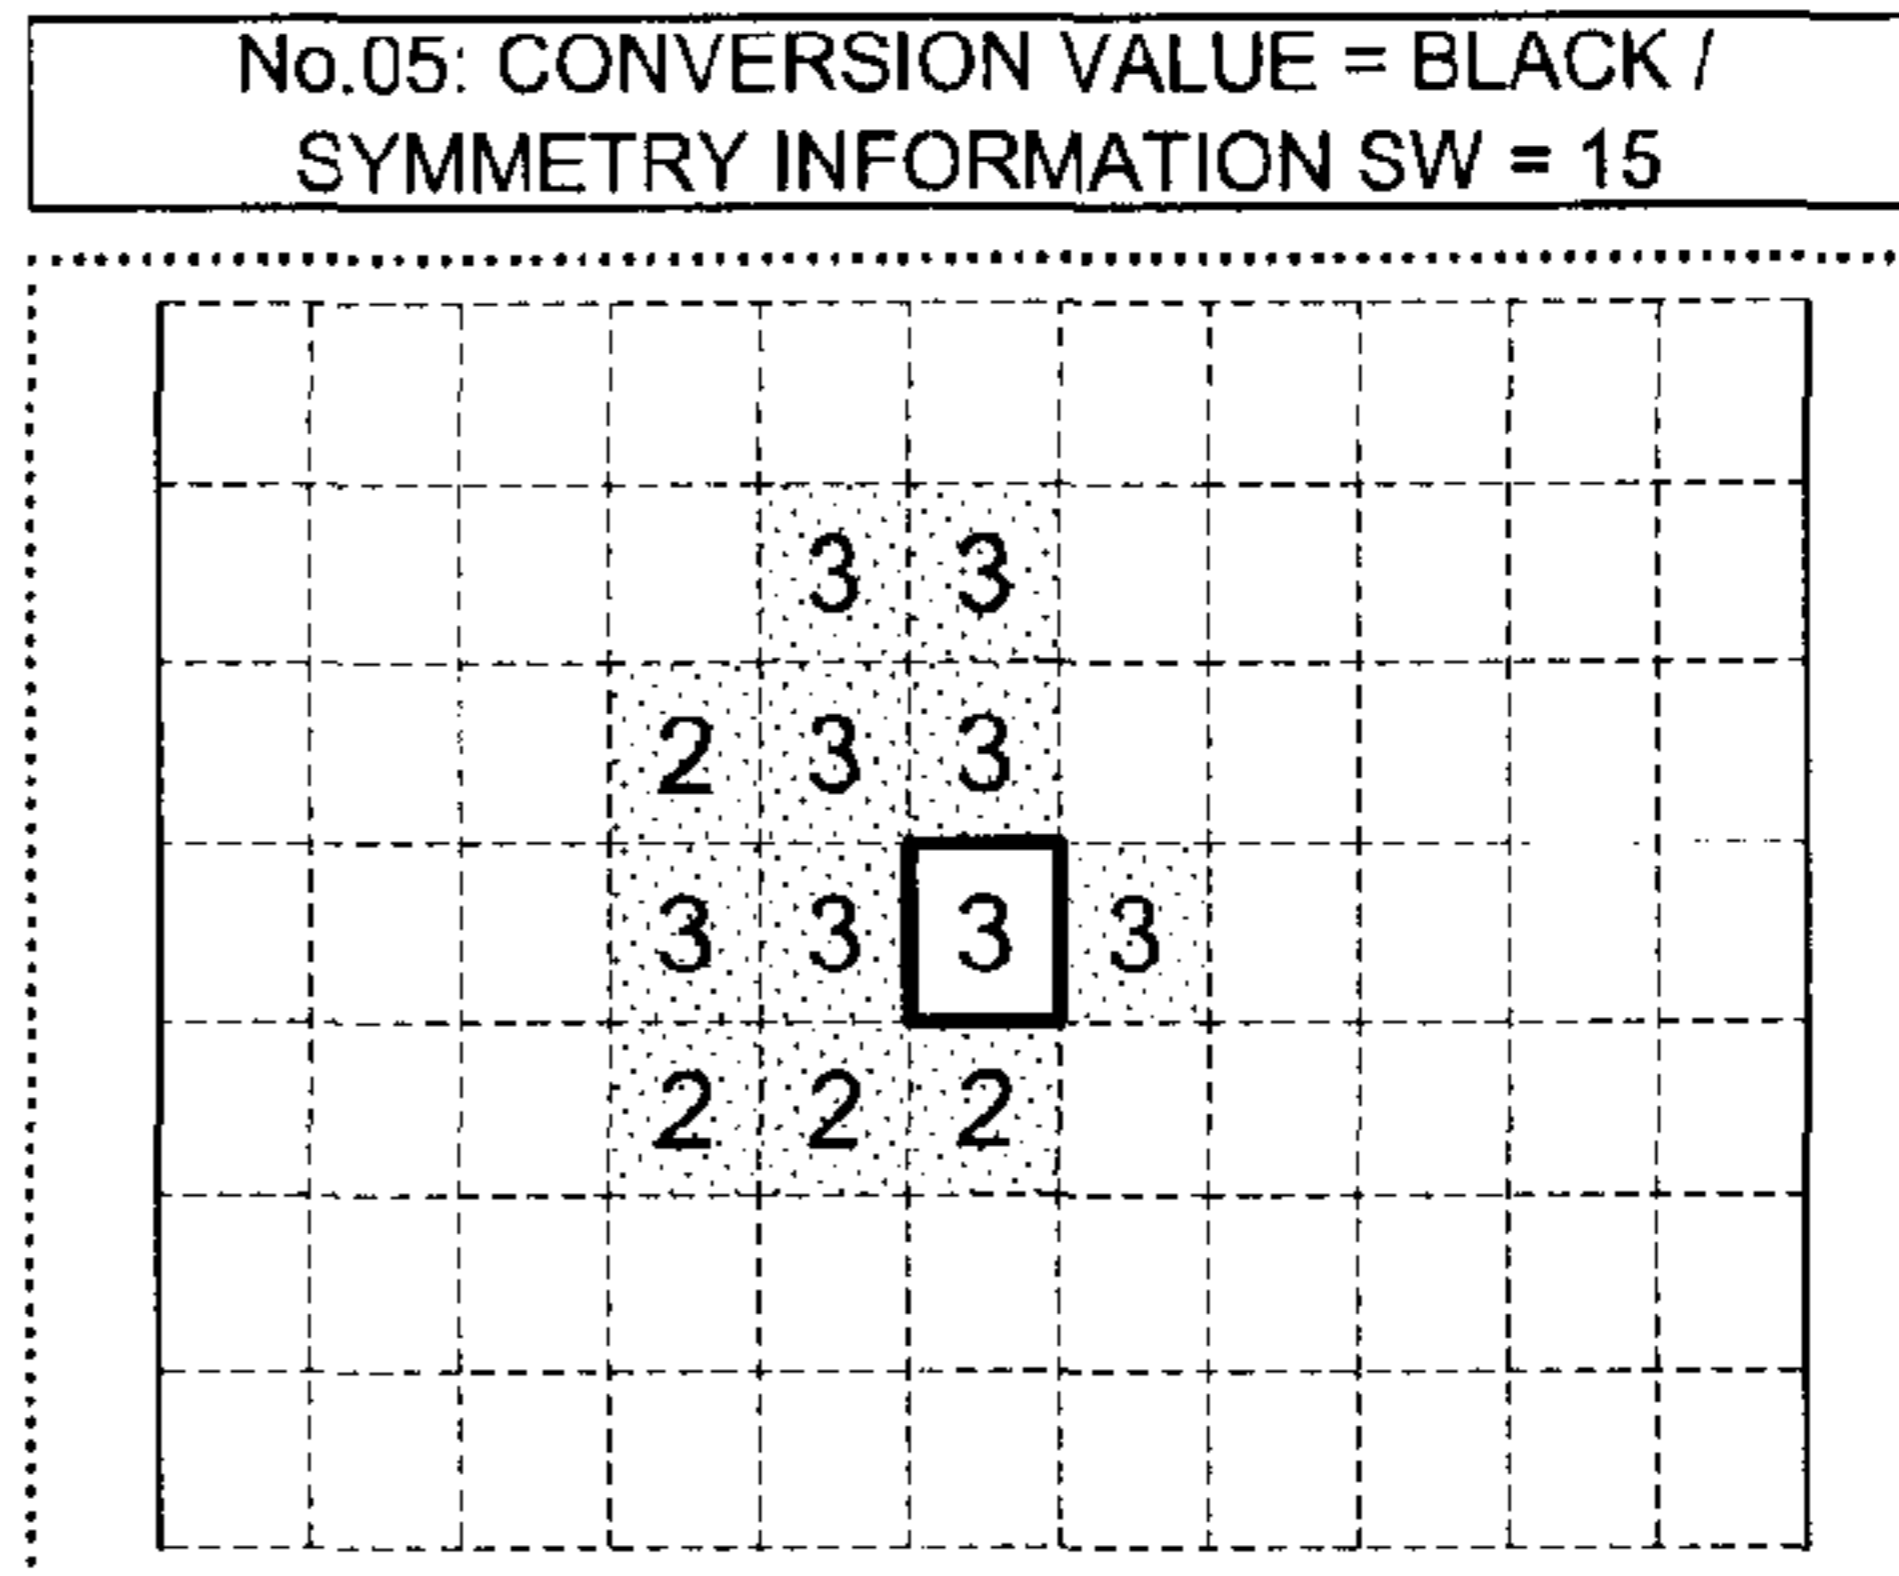 No.05: CONVERSION VALUE = BLACK /
SYMMETRY INFORMATION SW = 15
3 3
2 3 3
3 3 3 3
2 2 2